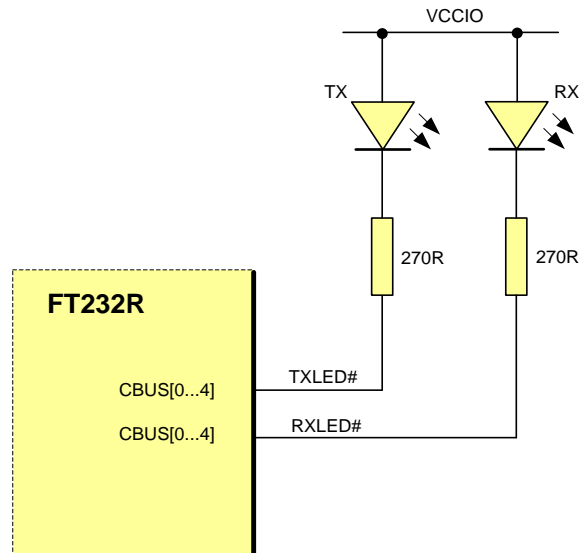 VCCIO
TX
RX
270R
270R
FT232R
TXLED#
CBUS[0...4]
RXLED#
CBUS[0...4]